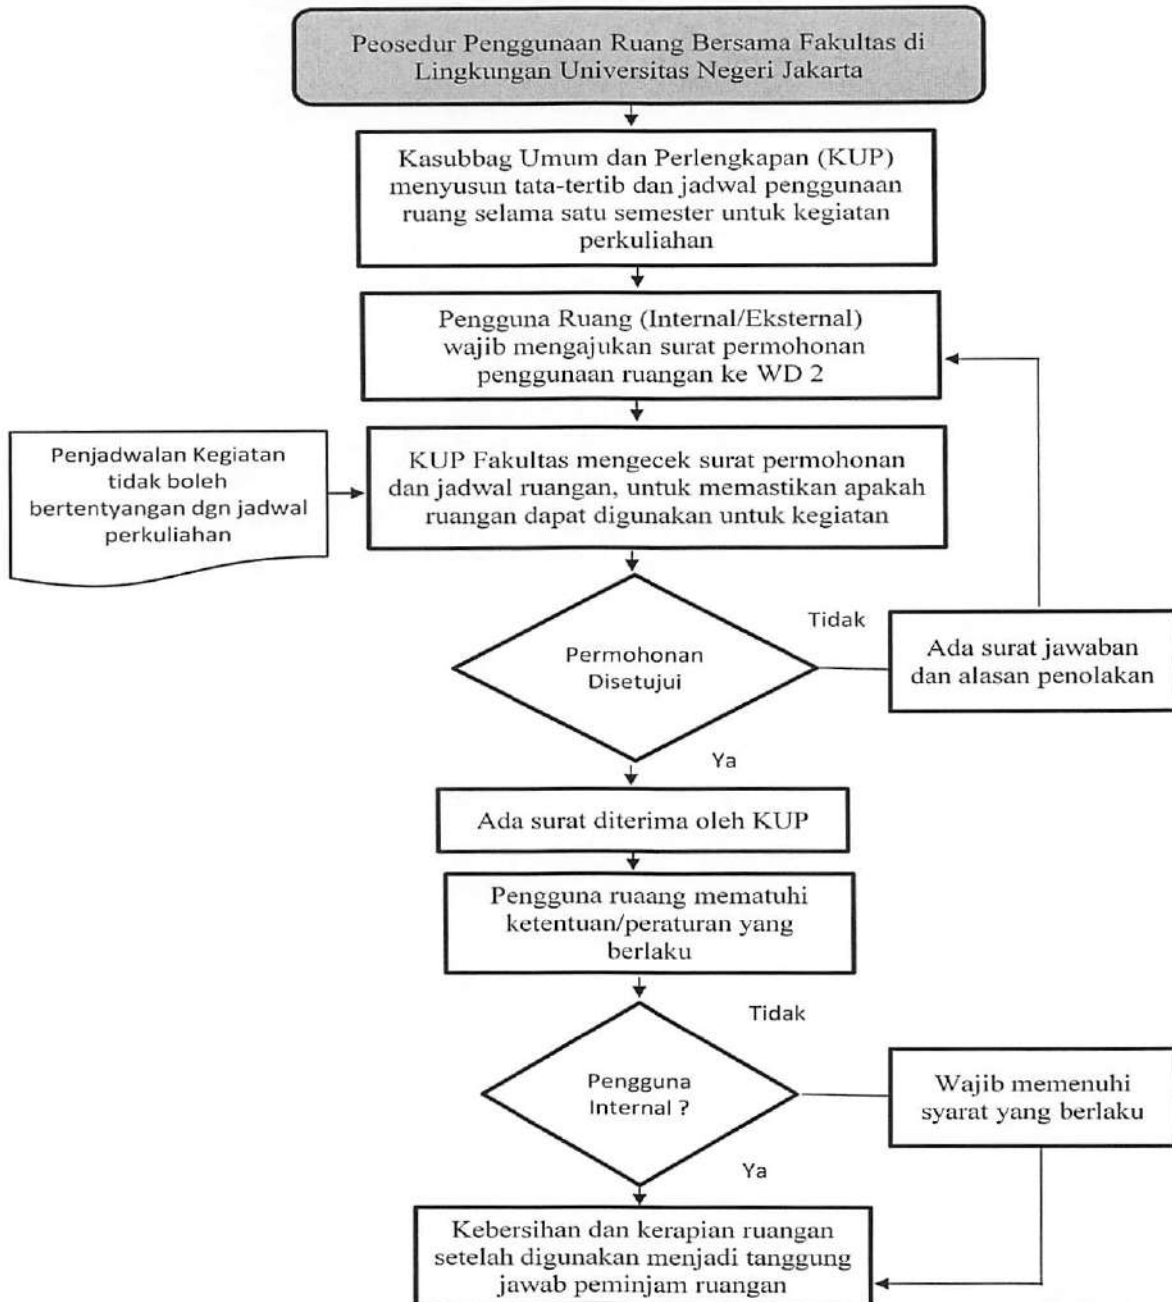 Peosedur Penggunaan Ruang Bersama Fakultas di
Lingkungan Universitas Negeri Jakarta
Kasubbag Umum dan Perlengkapan (KUP)
menyusun tata-tertib dan jadwal penggunaan
ruang selama satu semester untuk kegiatan
perkuliahan
Pengguna Ruang (Internal/Eksternal)
wajib mengajukan surat permohonan
penggunaan ruangan ke WD 2
Penjadwalan Kegiatan
tidak boleh
bertentyangan dgn jadwal
perkuliahan
KUP Fakultas mengecek surat permohonan
dan jadwal ruangan, untuk memastikan apakah
ruangan dapat digunakan untuk kegiatan
Permohonan
Disetujui
Tidak
Ada surat jawaban
dan alasan penolakan
Ya
Ada surat diterima oleh KUP
Pengguna ruaang mematuhi
ketentuan/peraturan yang
berlaku
Tidak
Pengguna
Internal ?
Wajib memenuhi
syarat yang berlaku
Ya
Kebersihan dan kerapian ruangan
setelah digunakan menjadi tanggung
jawab peminjam ruangan